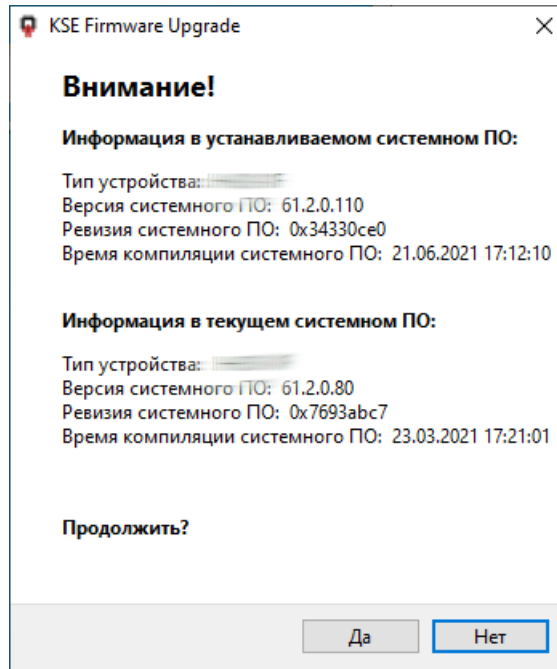 KSE Firmware Upgrade
Внимание!
Информация в устанавливаемом системном ПО:
Тип устройства:
Версия системного ПО: 61.2.0.110
Ревизия системного ПО: 0x34330ce0
Время компиляции системного ПО: 21.06.2021 17:12:10
Информация в текущем системном ПО:
Тип устройства:
Версия системного ПО: 61.2.0.80
Ревизия системного ПО: 0x7693abc7
Время компиляции системного ПО: 23.03.2021 17:21:01
Продолжить?
Да
Нет